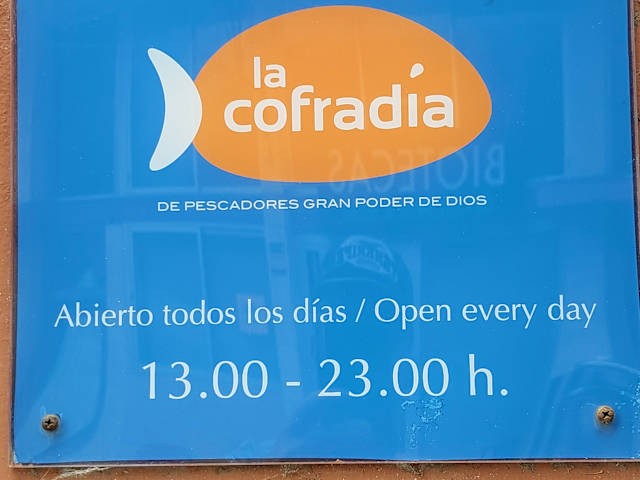 la
cofradía
DE PESCADORES GRAN PODER DE DIOS
BIOTECAS
Abierto todos los días / Open every day
13.00 - 23.00 h.